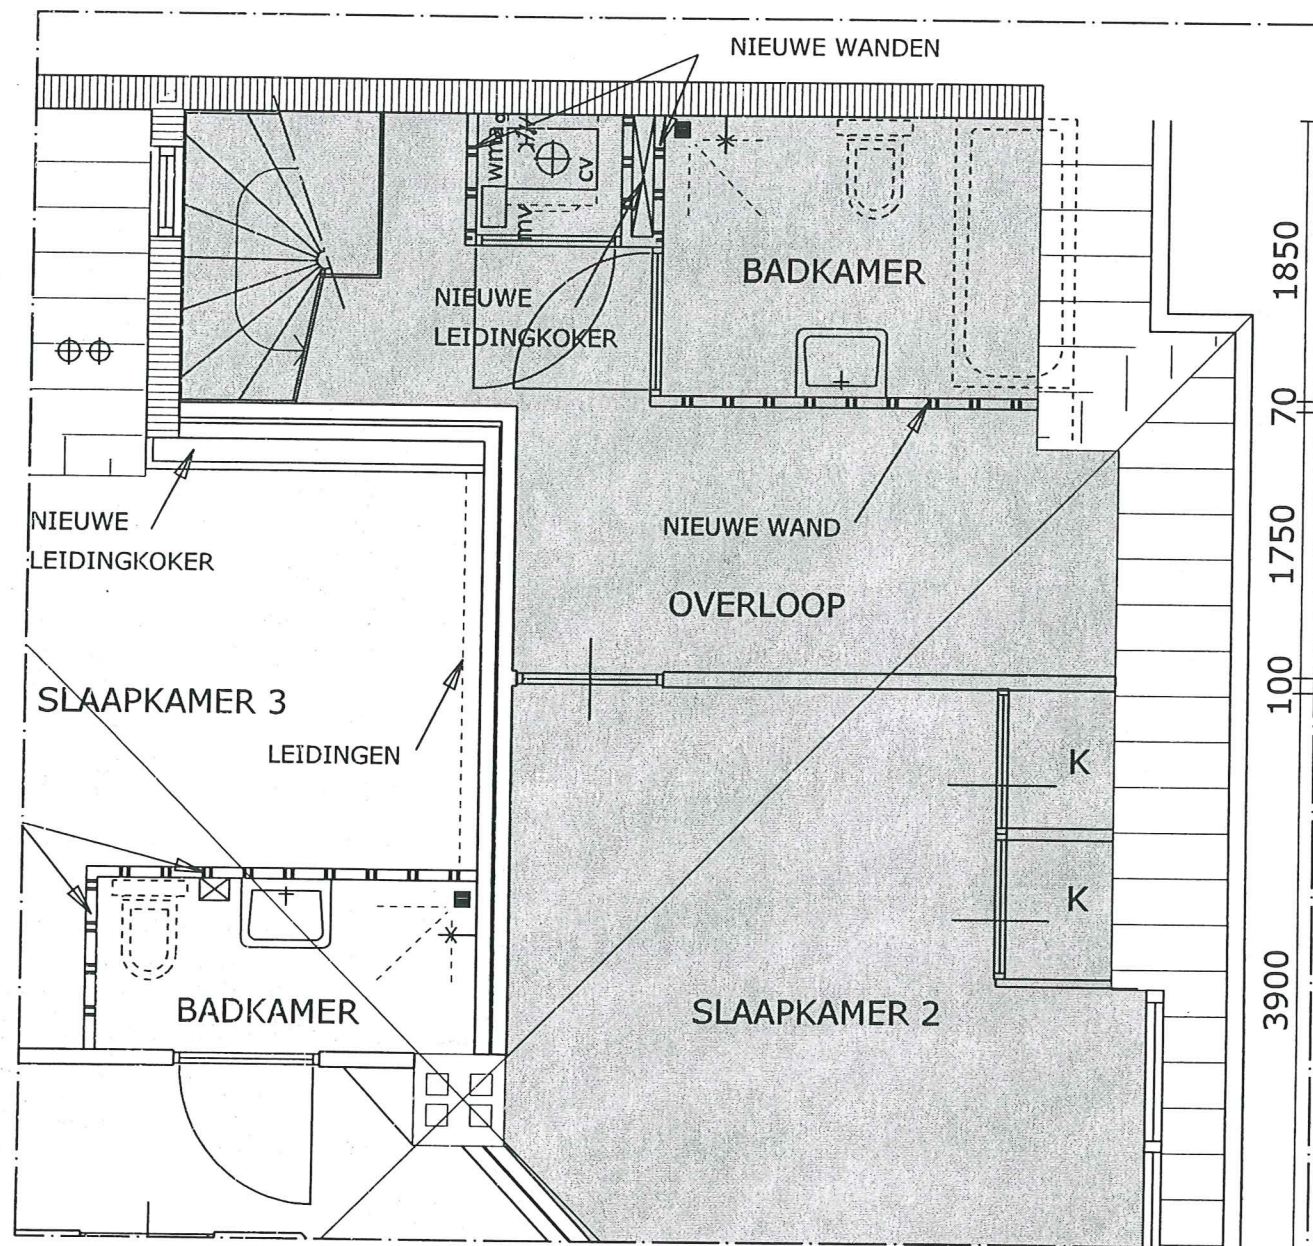 NIEUWE WANDEN
wma
cv
mv
BADKAMER
1850
NIEUWE
LEIDINGKOKER
70
NIEUWE WAND
NIEUWE
LEIDINGKOKER
1750
OVERLOOP
SLAAPKAMER 3
100
LEIDINGEN
K
K
BADKAMER
SLAAPKAMER 2
3900